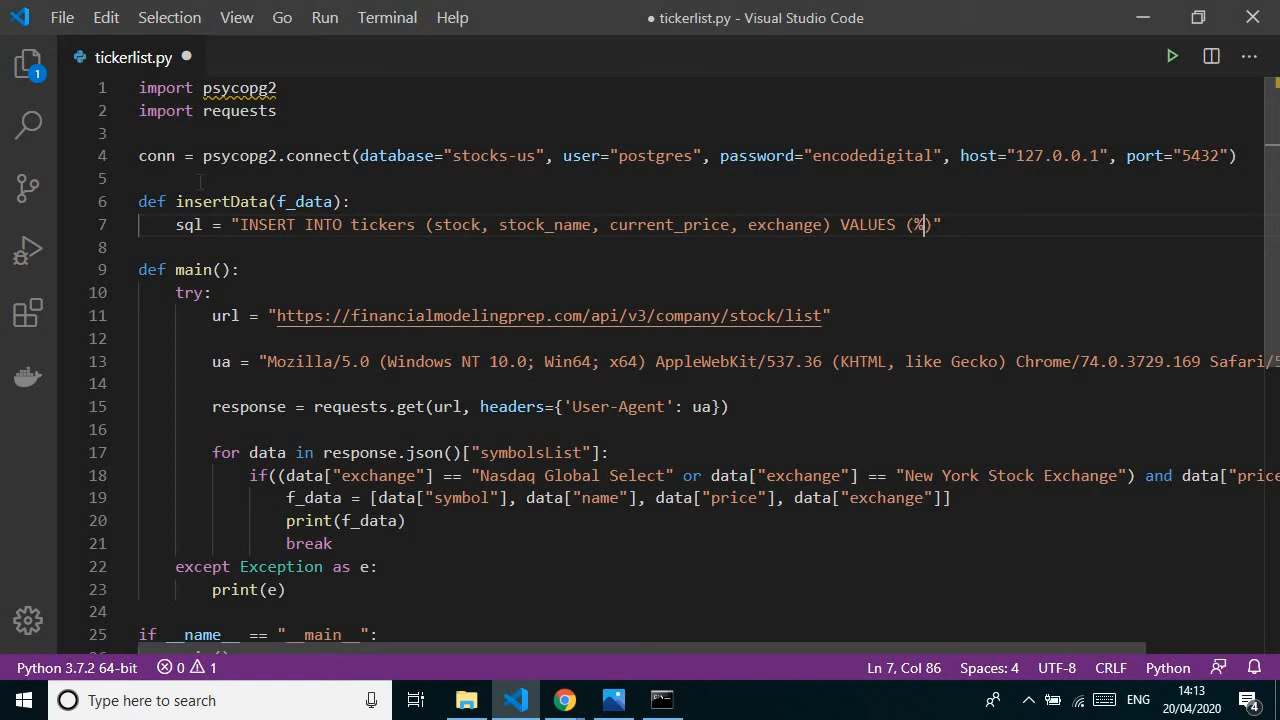 File Edit Selection View Go Run Terminal Help ● tickerlist.py - Visual Studio Code
tickerlist.py
1 import psycopg2
2 import requests
3
4 conn = psycopg2.connect(database="stocks-us", user="postgres", password="encodedigital", host="127.0.0.1", port="5432")
5
6 def insertData(f_data):
7 sql = "INSERT INTO tickers (stock, stock_name, current_price, exchange) VALUES (%)"
8
9 def main():
10 try:
11 url = "https://financialmodelingprep.com/api/v3/company/stock/list"
12
13 ua = "Mozilla/5.0 (Windows NT 10.0; Win64; x64) AppleWebKit/537.36 (KHTML, like Gecko) Chrome/74.0.3729.169 Safari/5
14
15 response = requests.get(url, headers={'User-Agent': ua})
16
17 for data in response.json()["symbolsList"]:
18 if((data["exchange"] == "Nasdaq Global Select" or data["exchange"] == "New York Stock Exchange") and data["price
19 f_data = [data["symbol"], data["name"], data["price"], data["exchange"]]
20 print(f_data)
21 break
22 except Exception as e:
23 print(e)
24
25 if __name__ == "__main__":
1
Python 3.7.2 64-bit 0 1 Ln 7, Col 86 Spaces: 4 UTF-8 CRLF Python
Type here to search ENG 14:13 20/04/2020 4